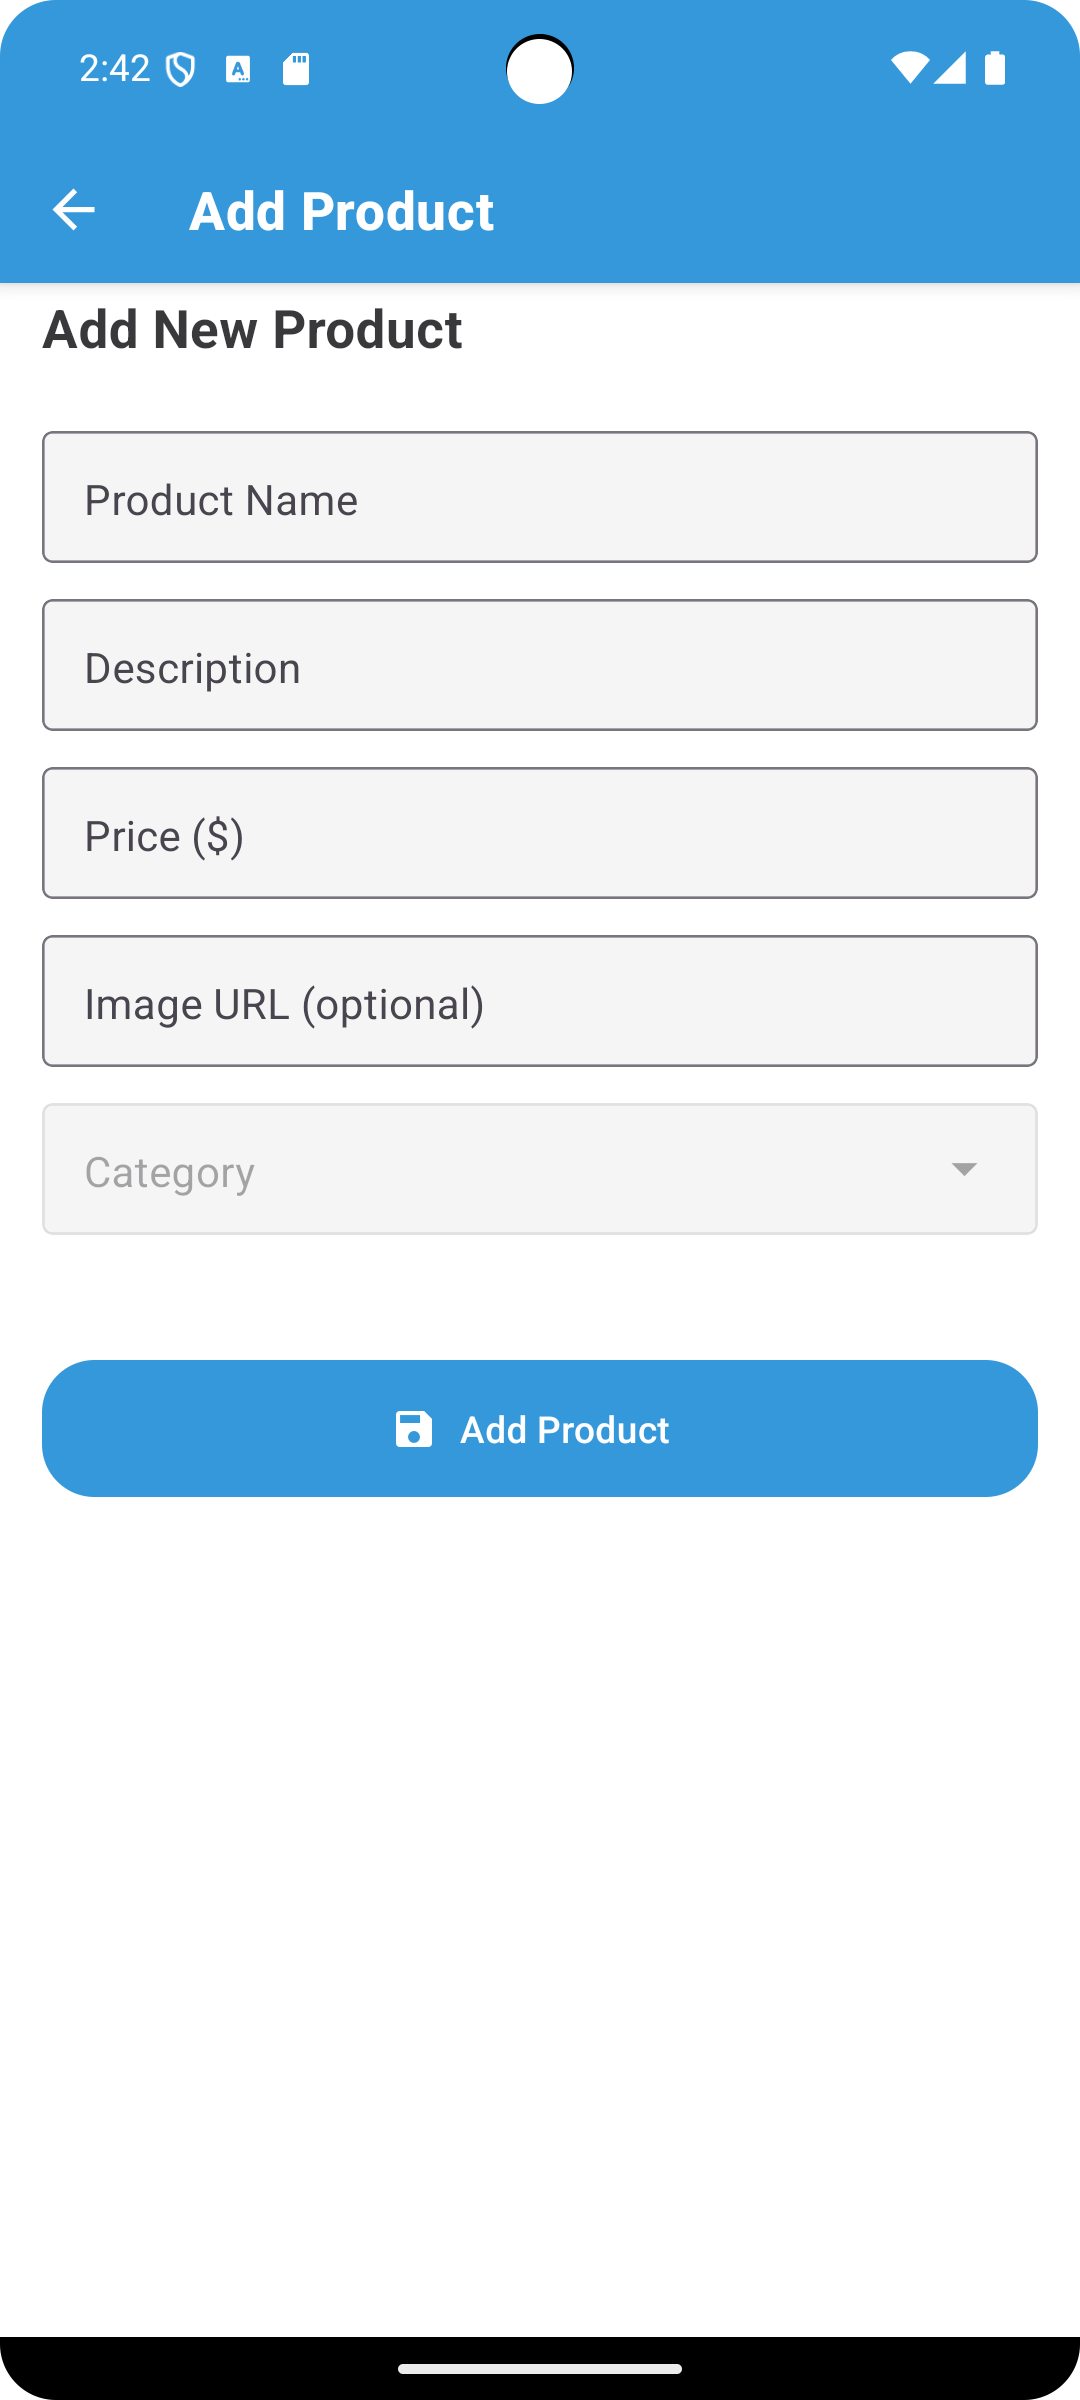 2:42
Add Product
Add New Product
Product Name
Description
Price ($)
Image URL (optional)
Category
Add Product